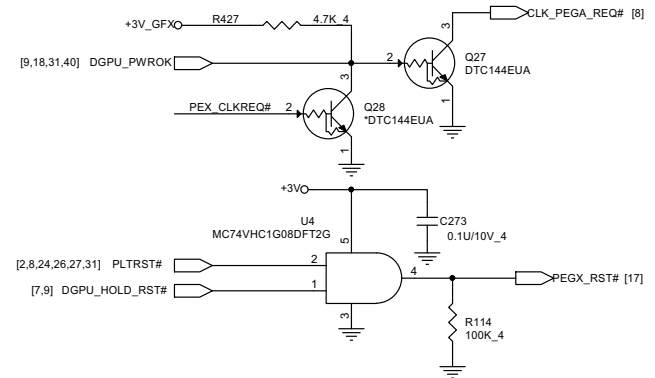 +3V_GFX R427 4.7K_4
3 CLK_PEGA_REQ# [8]
[9,18,31,40] DGPU_PWROK 2 Q27
DTC144EUA
3
1
PEX_CLKREQ# 2 Q28
*DTC144EUA
1
+3V
U4
MC74VHC1G08DFT2G
C273
0.1U/10V_4
5
[2,8,24,26,27,31] PLTRST# 2
4 PEGX_RST# [17]
[7,9] DGPU_HOLD_RST# 1
3
R114
100K_4